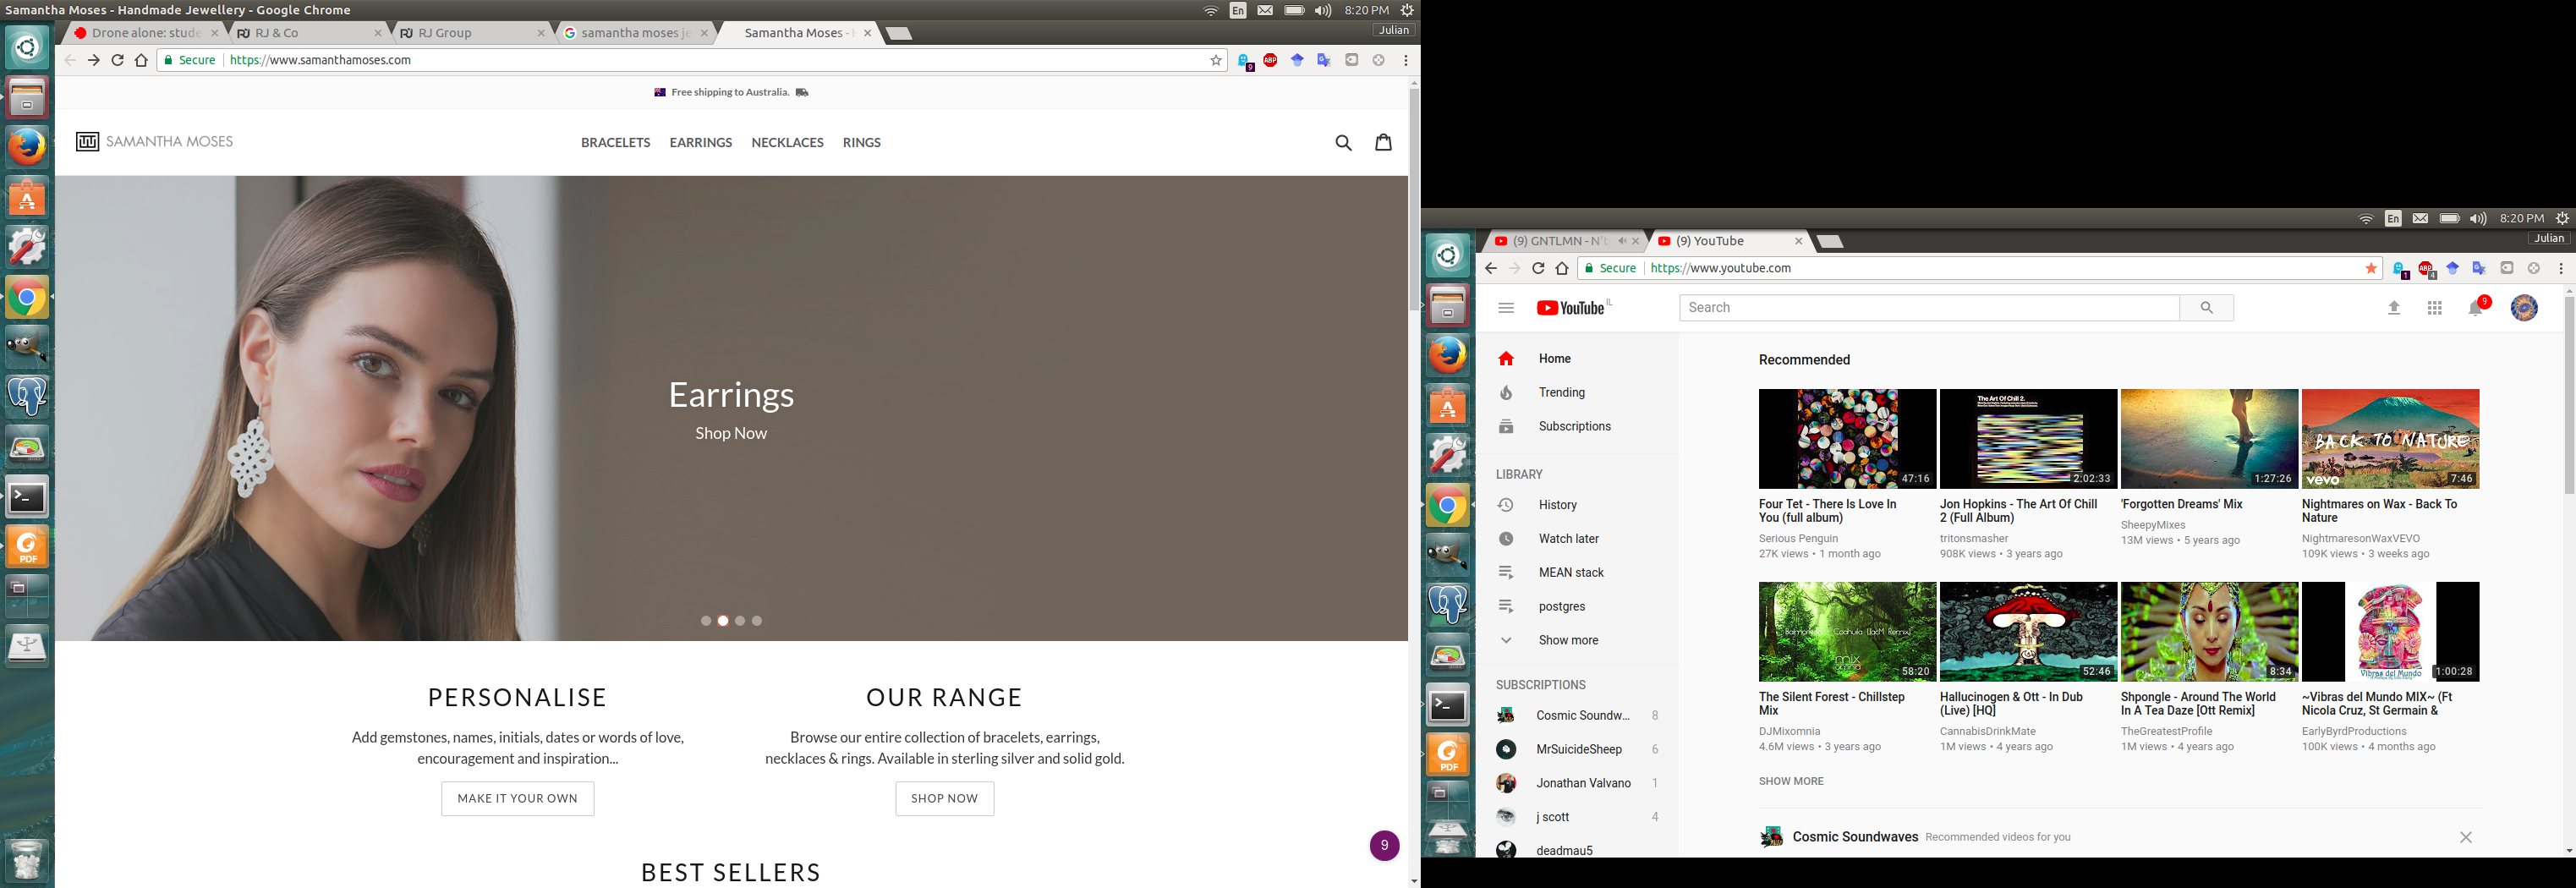 Samantha Moses - Handmade Jewellery - Google Chrome
En
8:20 PM
Drone alone: stude
RJ & Co
RJ Group
samantha moses je
Samantha Moses -
Julian
Secure
https://www.samanthamoses.com
9
ABP
Free shipping to Australia.
SAMANTHA MOSES
BRACELETS
EARRINGS
NECKLACES
RINGS
Earrings
Shop Now
PERSONALISE
Add gemstones, names, initials, dates or words of love,
encouragement and inspiration...
MAKE IT YOUR OWN
OUR RANGE
Browse our entire collection of bracelets, earrings,
necklaces & rings. Available in sterling silver and solid gold.
SHOP NOW
BEST SELLERS
9
PDF
En
8:20 PM
(9) GNTLMN - N'
(9) YouTube
Julian
Secure
https://www.youtube.com
1
ABP
4
YouTube IL
Search
9
Home
Trending
Subscriptions
LIBRARY
History
Watch later
MEAN stack
postgres
Show more
SUBSCRIPTIONS
Cosmic Soundw... 8
MrSuicideSheep 6
Jonathan Valvano 1
j scott 4
deadmau5
PDF
Recommended
47:16
Four Tet - There Is Love In
You (full album)
Serious Penguin
27K views • 1 month ago
The Art Of Chill 2.
2:02:33
Jon Hopkins - The Art Of Chill
2 (Full Album)
tritonsmasher
908K views • 3 years ago
1:27:26
'Forgotten Dreams' Mix
SheepyMixes
13M views • 5 years ago
BACK TO NATURE
vevo
7:46
Nightmares on Wax - Back To
Nature
NightmaresonWaxVEVO
109K views • 3 weeks ago
58:20
The Silent Forest - Chillstep
Mix
DJMixomnia
4.6M views • 3 years ago
52:46
Hallucinogen & Ott - In Dub
(Live) [HQ]
CannabisDrinkMate
1M views • 4 years ago
8:34
Shpongle - Around The World
In A Tea Daze [Ott Remix]
TheGreatestProfile
1M views • 4 years ago
Vibras del Mundo
1:00:28
~Vibras del Mundo MIX~ (Ft
Nicola Cruz, St Germain &
EarlyByrdProductions
100K views • 4 months ago
SHOW MORE
Cosmic Soundwaves Recommended videos for you